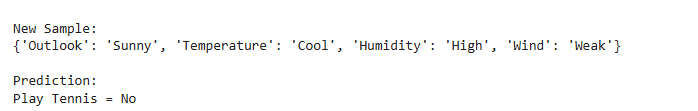 New Sample:
{'Outlook': 'Sunny', 'Temperature': 'Cool', 'Humidity': 'High', 'Wind': 'Weak'}
Prediction:
Play Tennis = No